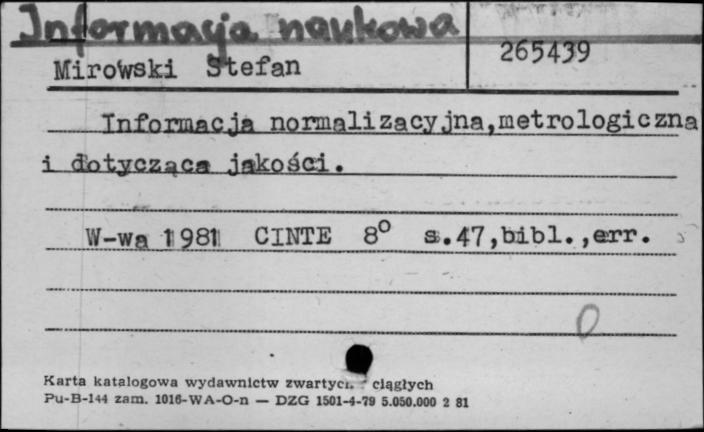 Informacja naukowa
265439
Mirowski Stefan
Informacja normalizacyjna,metrologiczna
i dotycząca jakości.
W-wa 1981 CINTE 8° s.47,bibl.,err.
0
Karta katalogowa wydawnictw zwartych ciągłych
Pu-B-144 zam. 1016-WA-O-n — DZG 1501-4-79 5.050.000 2 81